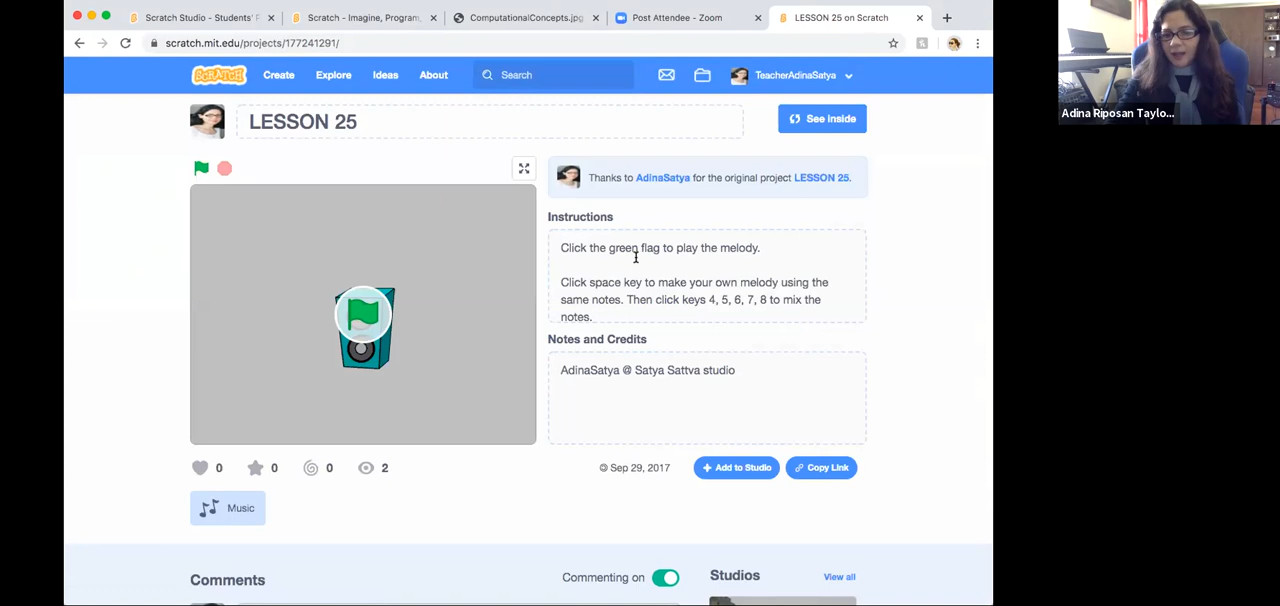 Scratch Studio - Students' P
Scratch - Imagine, Program,
ComputationalConcepts.jpg
Post Attendee - Zoom
LESSON 25 on Scratch
scratch.mit.edu/projects/177241291/
SCRATCH
Create
Explore
Ideas
About
Search
TeacherAdinaSatya
Adina Riposan Taylo...
LESSON 25
See inside
Thanks to AdinaSatya for the original project LESSON 25.
Instructions
Click the green flag to play the melody.
Click space key to make your own melody using the
same notes. Then click keys 4, 5, 6, 7, 8 to mix the
notes.
Notes and Credits
AdinaSatya @ Satya Sattva studio
0
0
0
2
© Sep 29, 2017
Add to Studio
Copy Link
Music
Comments
Commenting on
Studios
View all